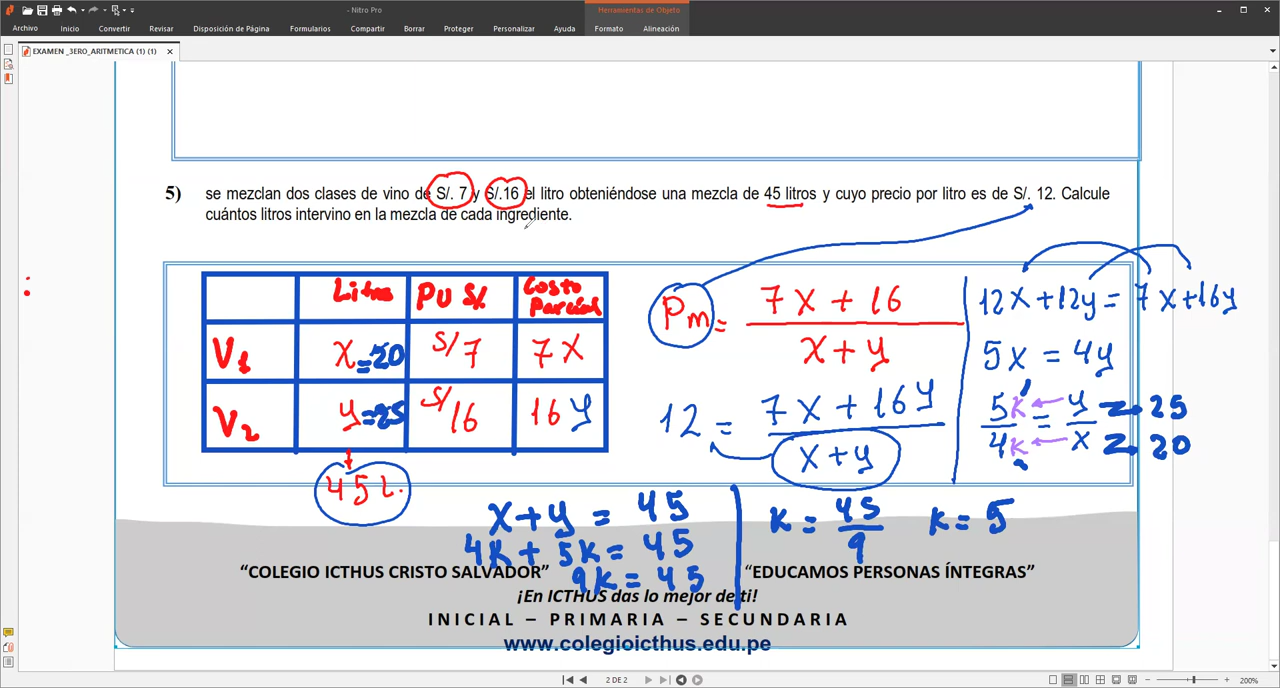 - Nitro Pro
Herramientas de Objeto
Archivo Inicio Convertir Revisar Disposición de Página Formularios Compartir Borrar Proteger Personalizar Ayuda Formato Alineación
EXAMEN _3ERO_ARITMETICA (1) (1)
5) se mezclan dos clases de vino de S/. 7 y S/.16 el litro obteniéndose una mezcla de 45 litros y cuyo precio por litro es de S/. 12. Calcule
cuántos litros intervino en la mezcla de cada ingrediente.
Litros PU S/. Costo Parcial
V1 x=20 S/7 7X
V2 y=25 S/16 16y
45L.
Pm = 7X + 16 / X + y
12 = 7X + 16y / X + y
12X + 12y = 7X + 16y
5X = 4y
5K / 4K = y / X
25
20
X + y = 45
4K + 5K = 45
9K = 45
K = 45 / 9 K = 5
“COLEGIO ICTHUS CRISTO SALVADOR” “EDUCAMOS PERSONAS ÍNTEGRAS”
¡En ICTHUS das lo mejor de ti!
INICIAL – PRIMARIA – SECUNDARIA
www.colegioicthus.edu.pe
2 DE 2
200%